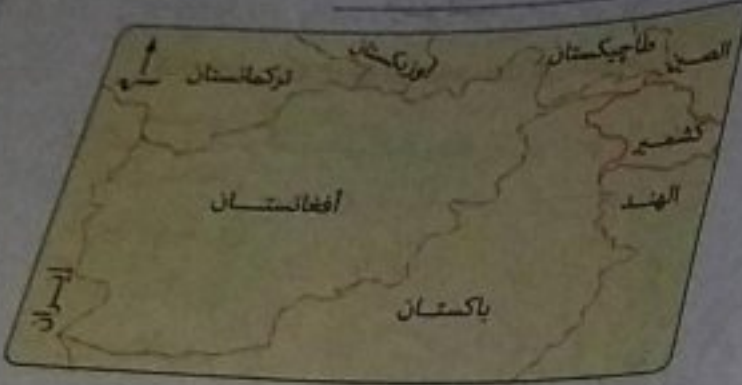 الصين
طاجيكستان
أوزبكستان
تركمانستان
كشمير
الهند
أفغانستان
إيران
باكستان